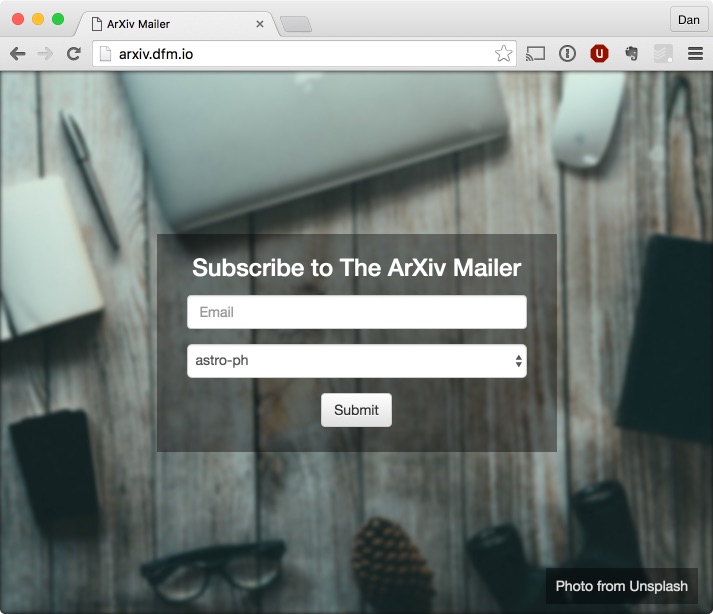 ArXiv Mailer
Dan
arxiv.dfm.io
Subscribe to The ArXiv Mailer
Email
astro-ph
Submit
Photo from Unsplash